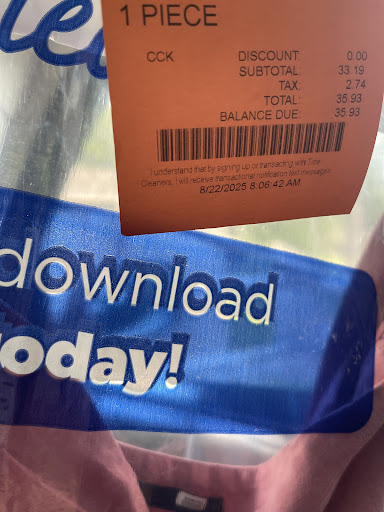 1 PIECE
CCK DISCOUNT: 0.00
SUBTOTAL: 33.19
TAX: 2.74
TOTAL: 35.93
BALANCE DUE: 35.93
I understand that by signing up or transacting with Tide
Cleaners, I will receive transactional notification text messages
8/22/2025 8:06:42 AM
download
today!